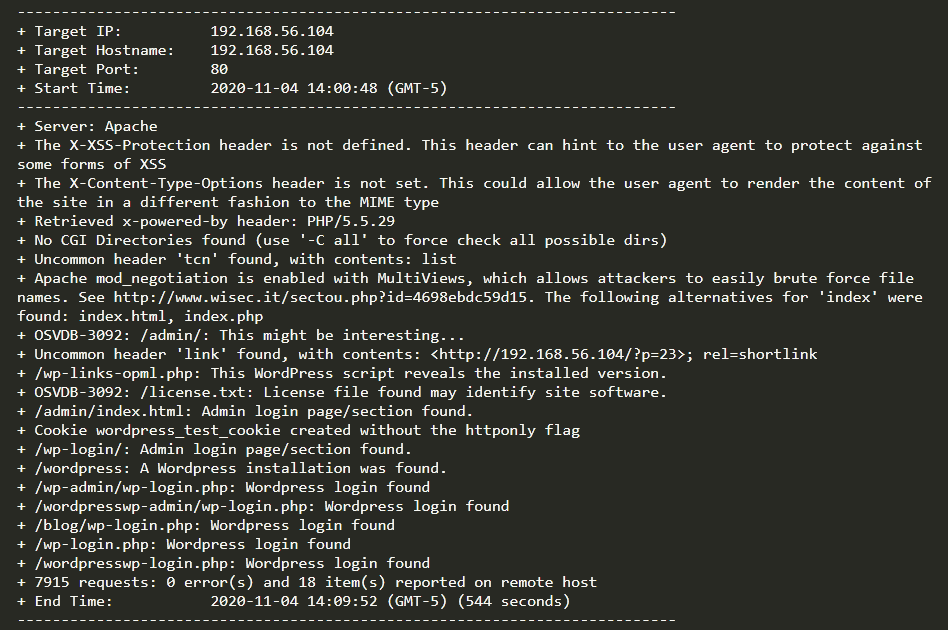 ---------------------------------------------------------------------------
+ Target IP:          192.168.56.104
+ Target Hostname:    192.168.56.104
+ Target Port:        80
+ Start Time:         2020-11-04 14:00:48 (GMT-5)
---------------------------------------------------------------------------
+ Server: Apache
+ The X-XSS-Protection header is not defined. This header can hint to the user agent to protect against
some forms of XSS
+ The X-Content-Type-Options header is not set. This could allow the user agent to render the content of
the site in a different fashion to the MIME type
+ Retrieved x-powered-by header: PHP/5.5.29
+ No CGI Directories found (use '-C all' to force check all possible dirs)
+ Uncommon header 'tcn' found, with contents: list
+ Apache mod_negotiation is enabled with MultiViews, which allows attackers to easily brute force file
names. See http://www.wisec.it/sectou.php?id=4698ebdc59d15. The following alternatives for 'index' were
found: index.html, index.php
+ OSVDB-3092: /admin/: This might be interesting...
+ Uncommon header 'link' found, with contents: <http://192.168.56.104/?p=23>; rel=shortlink
+ /wp-links-opml.php: This WordPress script reveals the installed version.
+ OSVDB-3092: /license.txt: License file found may identify site software.
+ /admin/index.html: Admin login page/section found.
+ Cookie wordpress_test_cookie created without the httponly flag
+ /wp-login/: Admin login page/section found.
+ /wordpress: A Wordpress installation was found.
+ /wp-admin/wp-login.php: Wordpress login found
+ /wordpresswp-admin/wp-login.php: Wordpress login found
+ /blog/wp-login.php: Wordpress login found
+ /wp-login.php: Wordpress login found
+ /wordpresswp-login.php: Wordpress login found
+ 7915 requests: 0 error(s) and 18 item(s) reported on remote host
+ End Time:           2020-11-04 14:09:52 (GMT-5) (544 seconds)
---------------------------------------------------------------------------